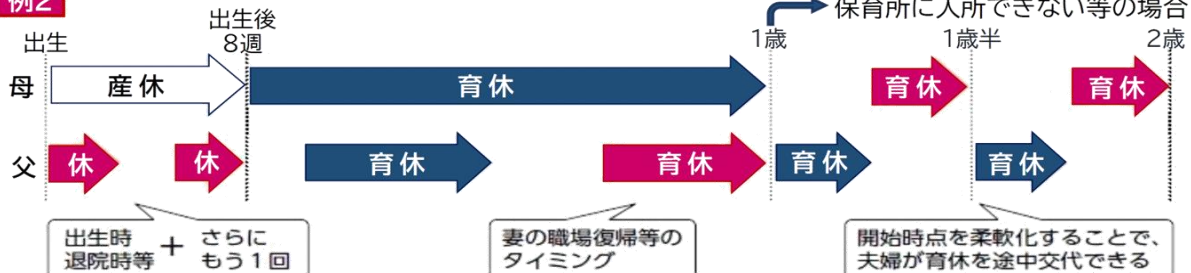 例2
保育所に入所できない等の場合
出生
出生後
8週
1歳
1歳半
2歳
母
産休
育休
育休
育休
父
休
休
育休
育休
育休
育休
出生時
退院時等
+
さらに
もう1回
妻の職場復帰等の
タイミング
開始時点を柔軟化することで、
夫婦が育休を途中交代できる